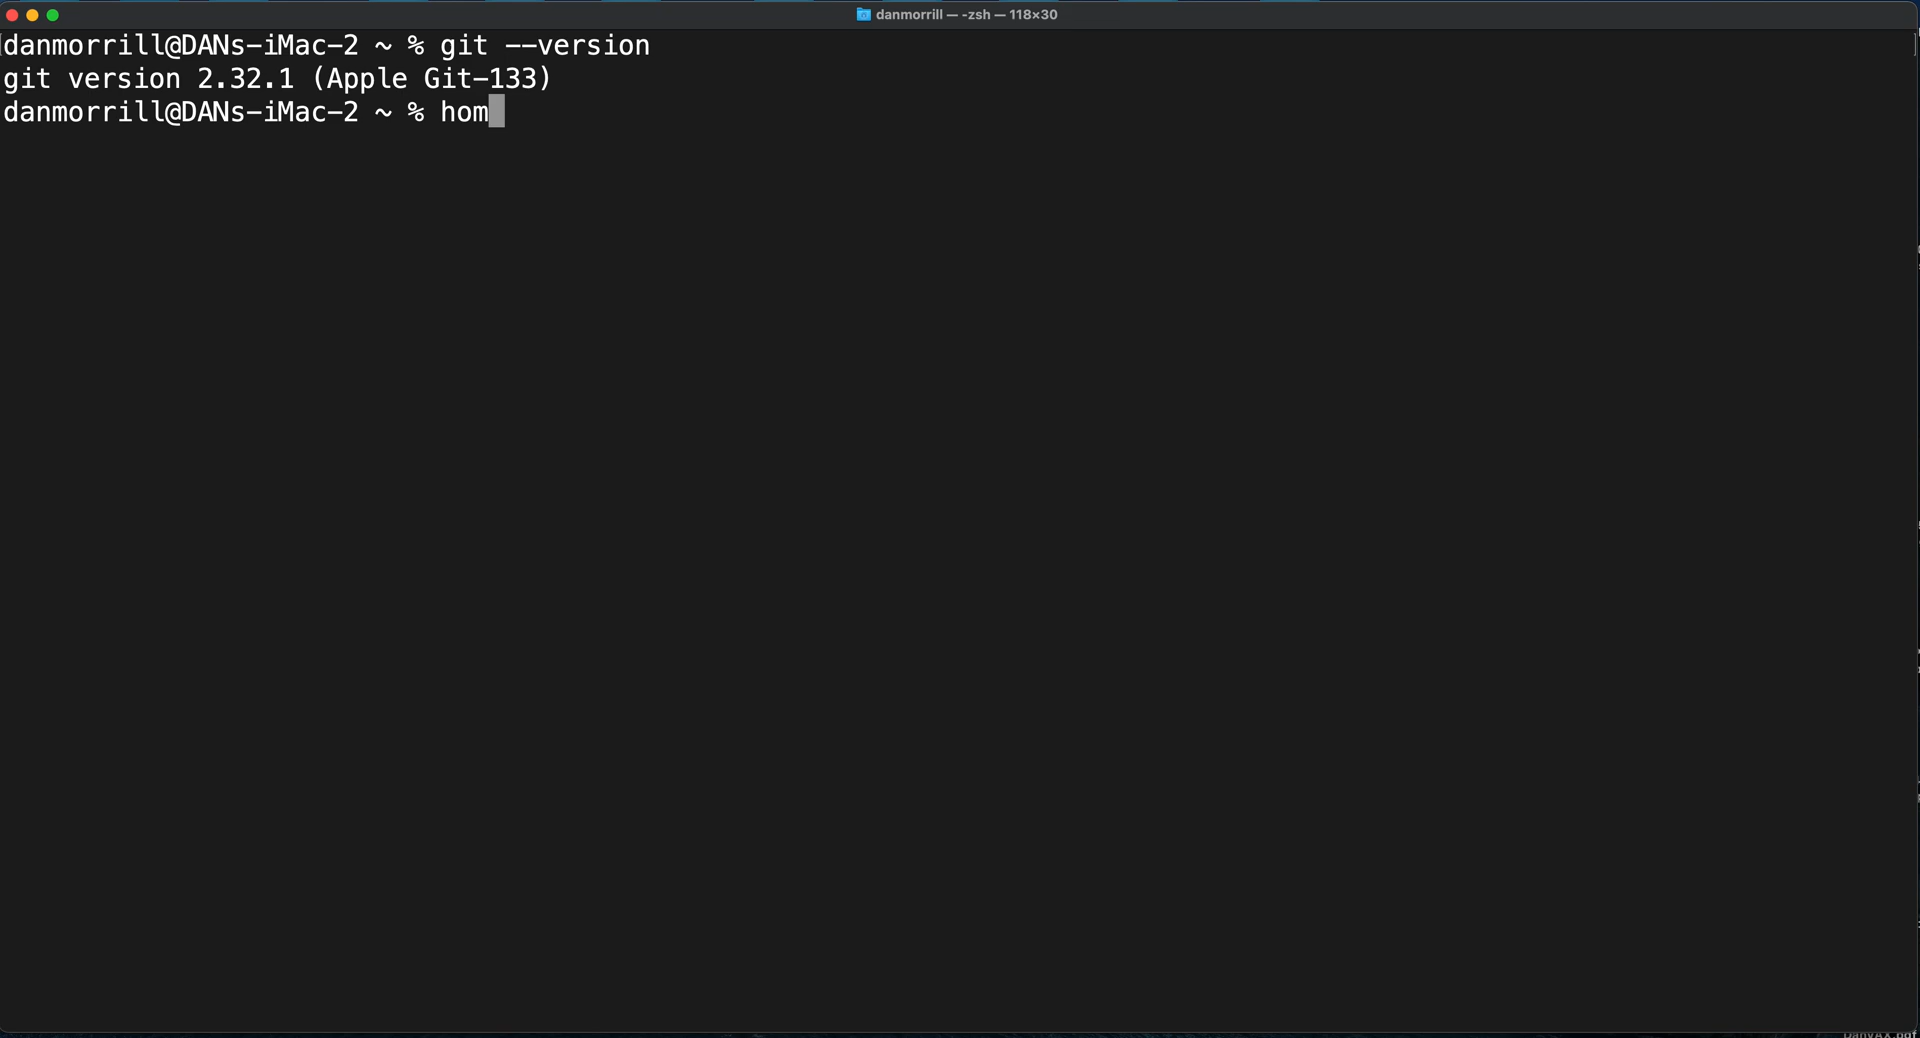 danmorrill — -zsh — 118×30
danmorrill@DANs-iMac-2 ~ % git --version
git version 2.32.1 (Apple Git-133)
danmorrill@DANs-iMac-2 ~ % hom